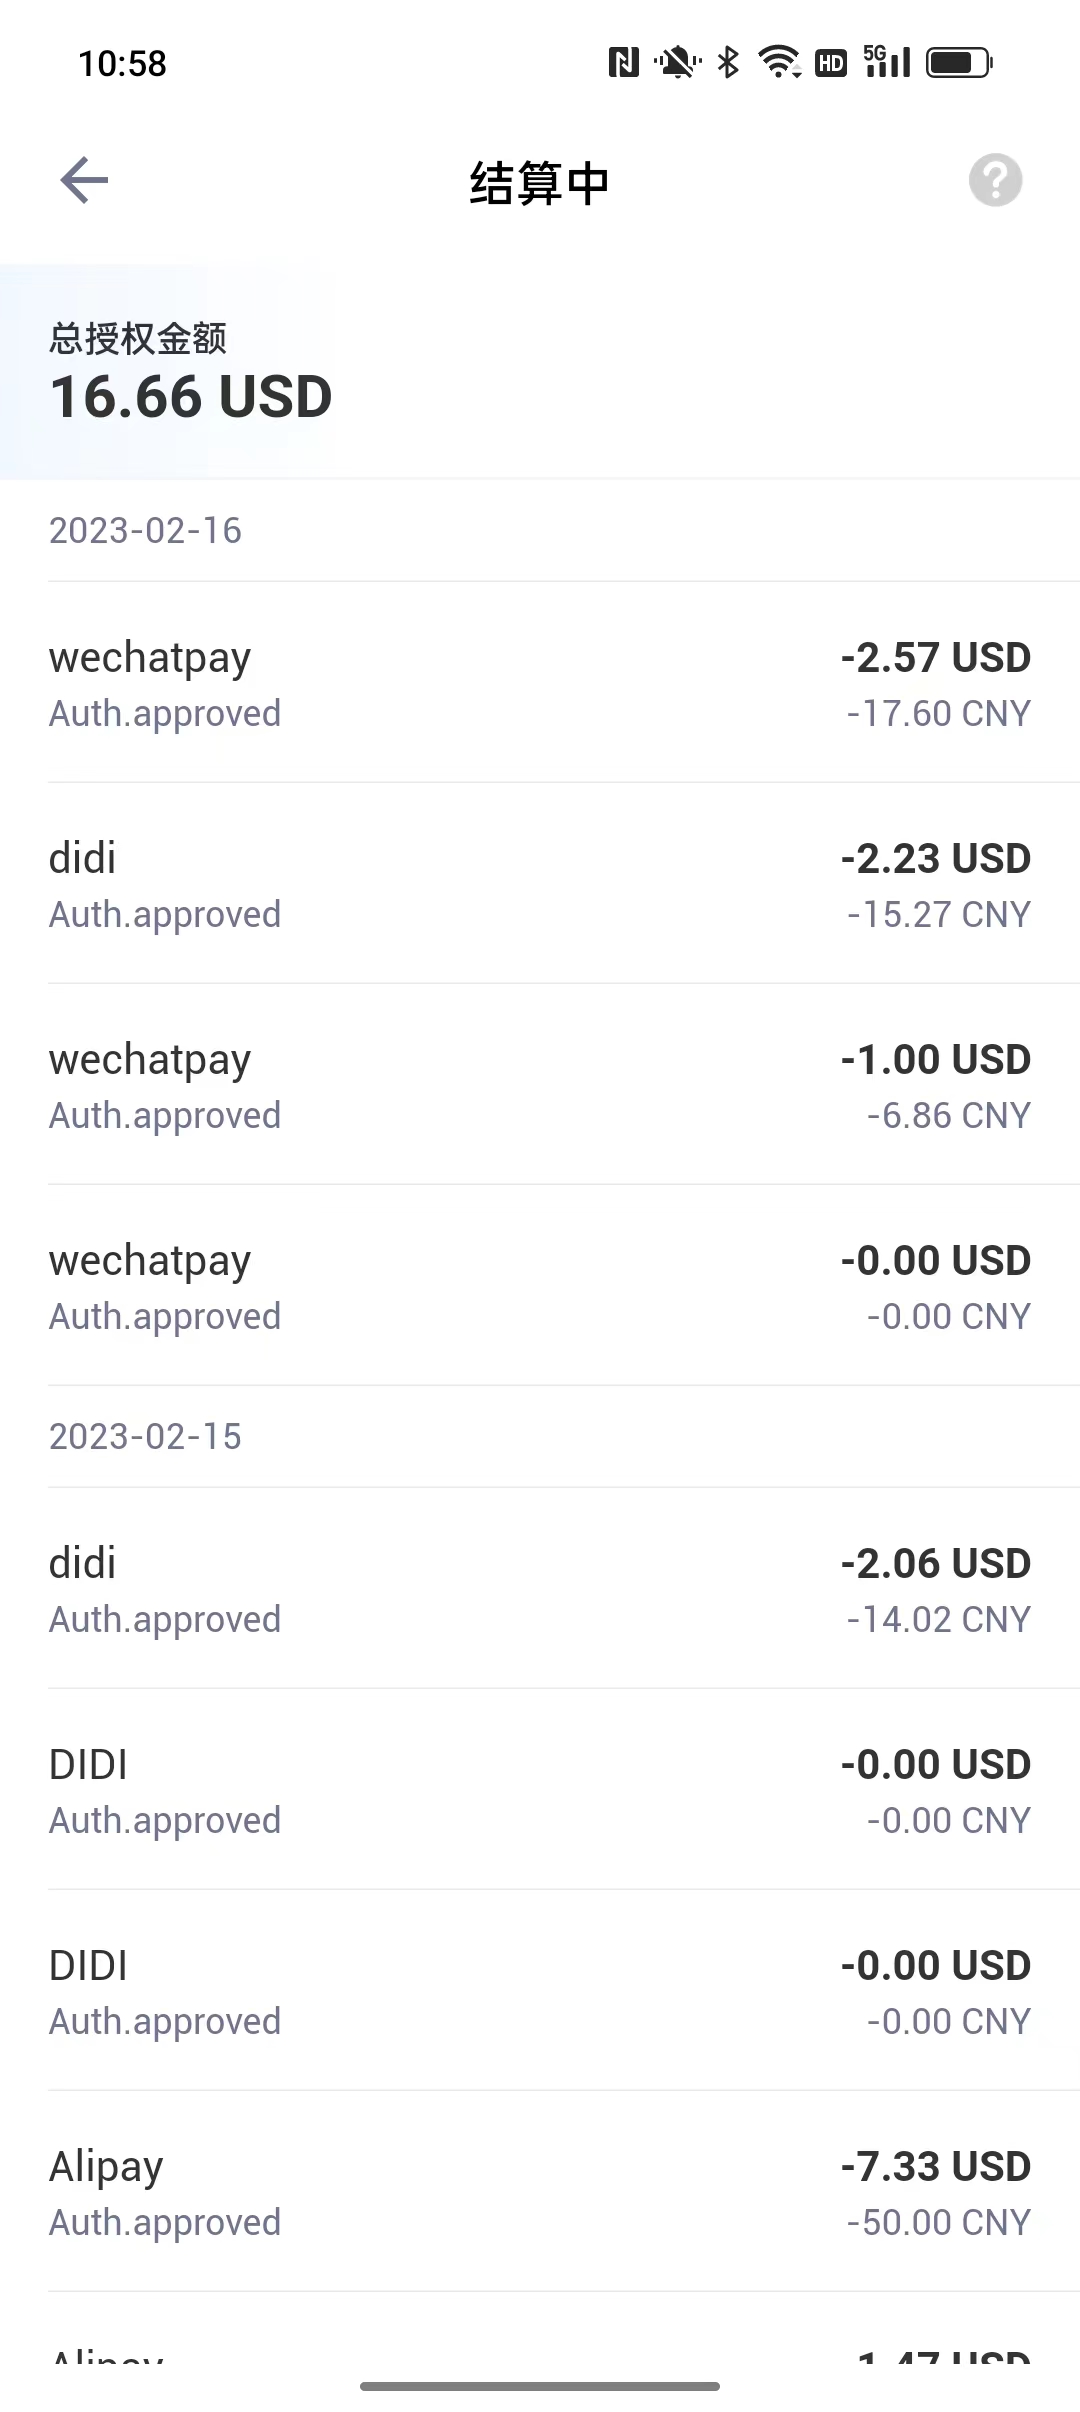 10:58
HD 5G
结算中
总授权金额
16.66 USD
2023-02-16
wechatpay -2.57 USD
Auth.approved -17.60 CNY
didi -2.23 USD
Auth.approved -15.27 CNY
wechatpay -1.00 USD
Auth.approved -6.86 CNY
wechatpay -0.00 USD
Auth.approved -0.00 CNY
2023-02-15
didi -2.06 USD
Auth.approved -14.02 CNY
DIDI -0.00 USD
Auth.approved -0.00 CNY
DIDI -0.00 USD
Auth.approved -0.00 CNY
Alipay -7.33 USD
Auth.approved -50.00 CNY
Alipay 1.47 USD